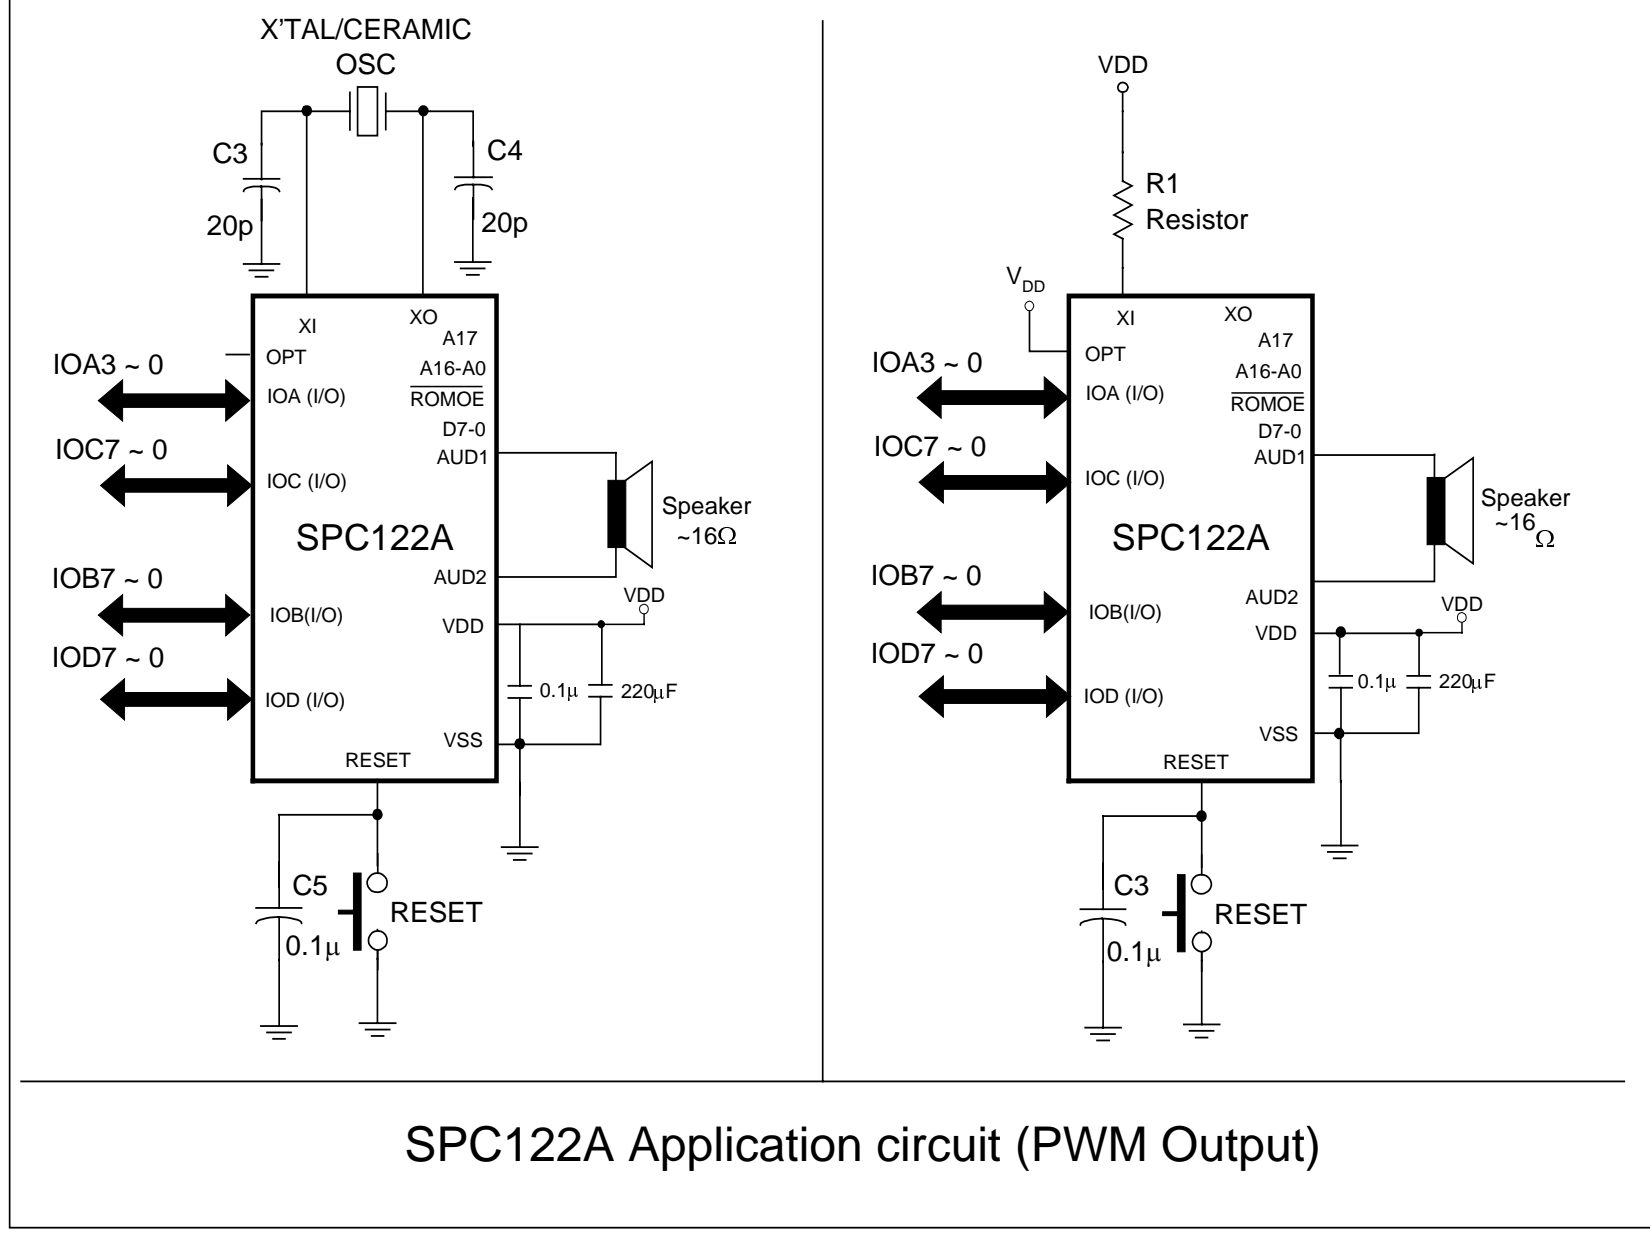 X'TAL/CERAMIC
OSC
C3
20p
C4
20p
XI
XO
A17
OPT
A16-A0
IOA3 ~ 0
IOA (I/O)
ROMOE
D7-0
IOC7 ~ 0
AUD1
IOC (I/O)
Speaker
~16Ω
SPC122A
IOB7 ~ 0
AUD2
VDD
IOB(I/O)
VDD
IOD7 ~ 0
IOD (I/O)
0.1μ
220μF
VSS
RESET
C5
RESET
0.1μ
VDD
R1
Resistor
VDD
XI
XO
A17
OPT
A16-A0
IOA3 ~ 0
IOA (I/O)
ROMOE
D7-0
IOC7 ~ 0
AUD1
IOC (I/O)
Speaker
~16Ω
SPC122A
IOB7 ~ 0
AUD2
VDD
IOB(I/O)
VDD
IOD7 ~ 0
IOD (I/O)
0.1μ
220μF
VSS
RESET
C3
RESET
0.1μ
SPC122A Application circuit (PWM Output)